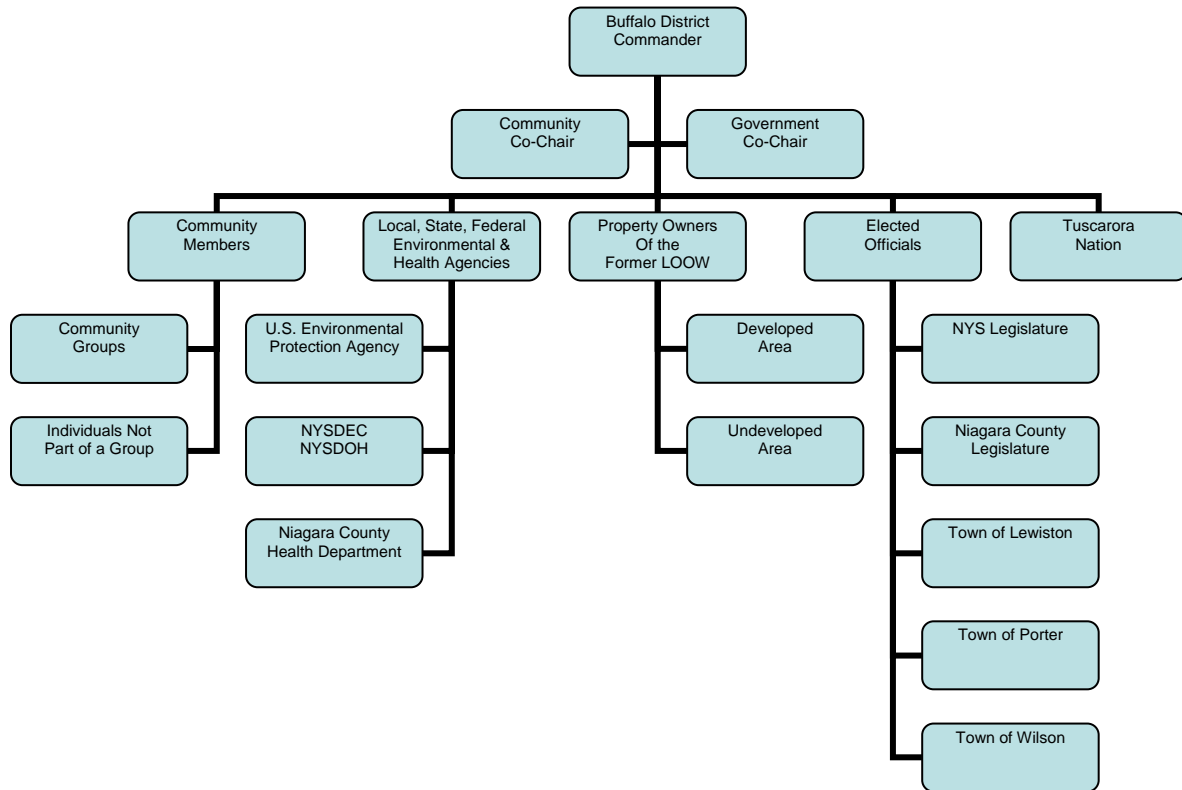 Buffalo District
Commander
Community
Co-Chair
Government
Co-Chair
Community
Members
Local, State, Federal
Environmental &
Health Agencies
Property Owners
Of the
Former LOOW
Elected
Officials
Tuscarora
Nation
Community
Groups
U.S. Environmental
Protection Agency
Developed
Area
NYS Legislature
Individuals Not
Part of a Group
NYSDEC
NYSDOH
Undeveloped
Area
Niagara County
Legislature
Niagara County
Health Department
Town of Lewiston
Town of Porter
Town of Wilson